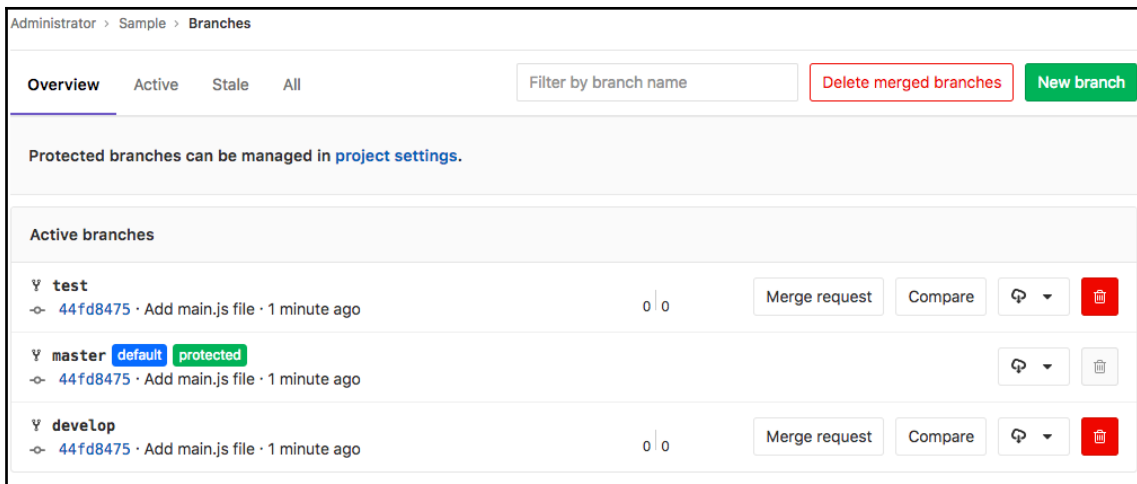 Administrator > Sample > Branches
Overview Active Stale All Filter by branch name Delete merged branches New branch
Protected branches can be managed in project settings.
Active branches
test
44fd8475 · Add main.js file · 1 minute ago
0 0 Merge request Compare
master default protected
44fd8475 · Add main.js file · 1 minute ago
develop
44fd8475 · Add main.js file · 1 minute ago
0 0 Merge request Compare